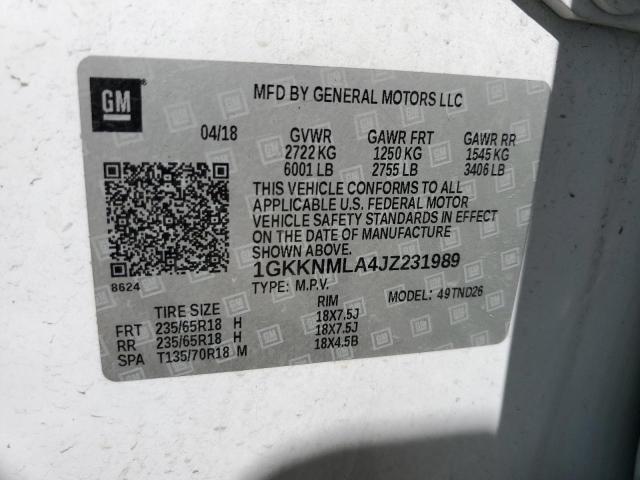 GM
MFD BY GENERAL MOTORS LLC
04/18 GVWR GAWR FRT GAWR RR
2722 KG 1250 KG 1545 KG
6001 LB 2755 LB 3406 LB
THIS VEHICLE CONFORMS TO ALL
APPLICABLE U.S. FEDERAL MOTOR
VEHICLE SAFETY STANDARDS IN EFFECT
ON THE DATE OF MANUFACTURE
SHOWN ABOVE.
1GKKNMLA4JZ231989
8624
TYPE: M.P.V. MODEL: 49TND26
TIRE SIZE RIM
FRT 235/65R18 H 18X7.5J
RR 235/65R18 H 18X7.5J
SPA T135/70R18 M 18X4.5B